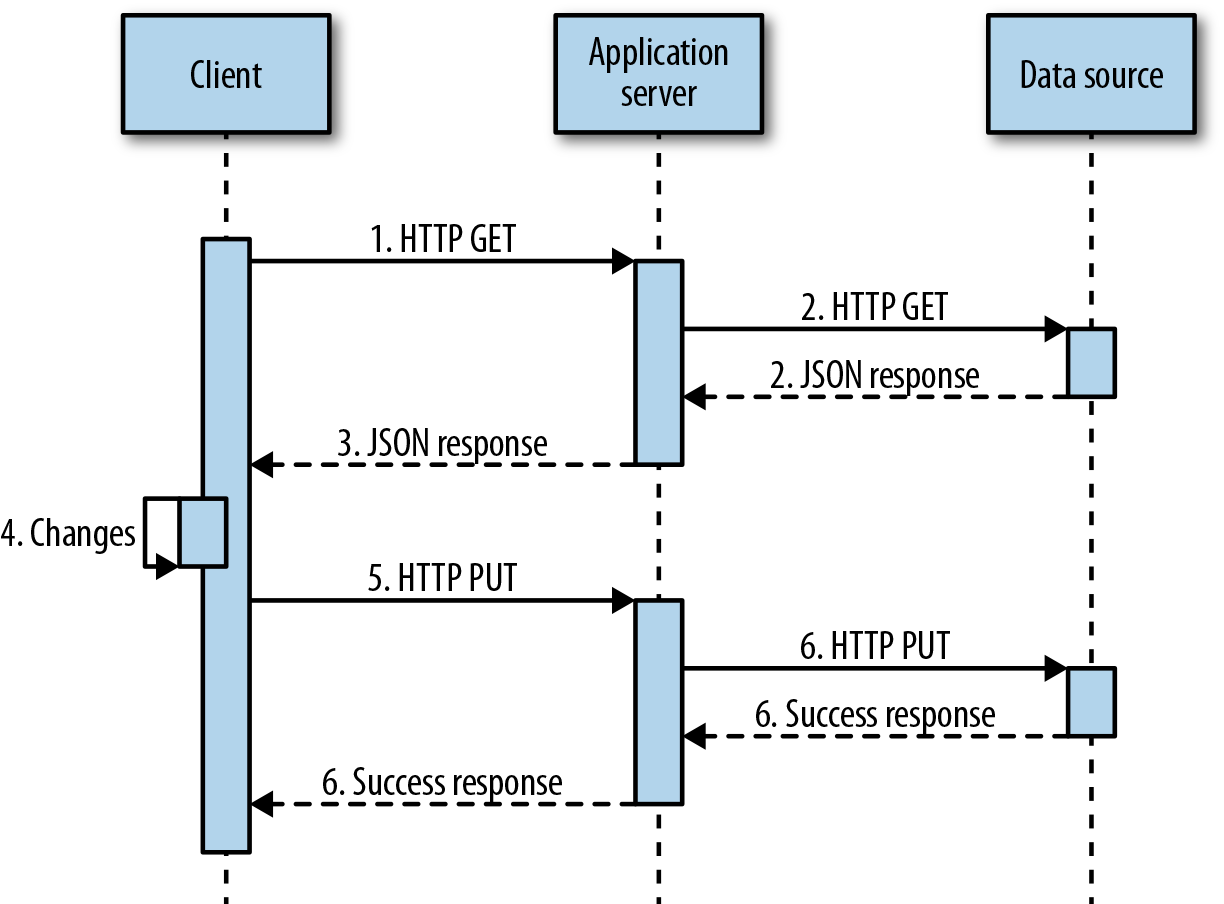 Client
Application
server
Data source
1. HTTP GET
2. HTTP GET
2. JSON response
3. JSON response
4. Changes
5. HTTP PUT
6. HTTP PUT
6. Success response
6. Success response